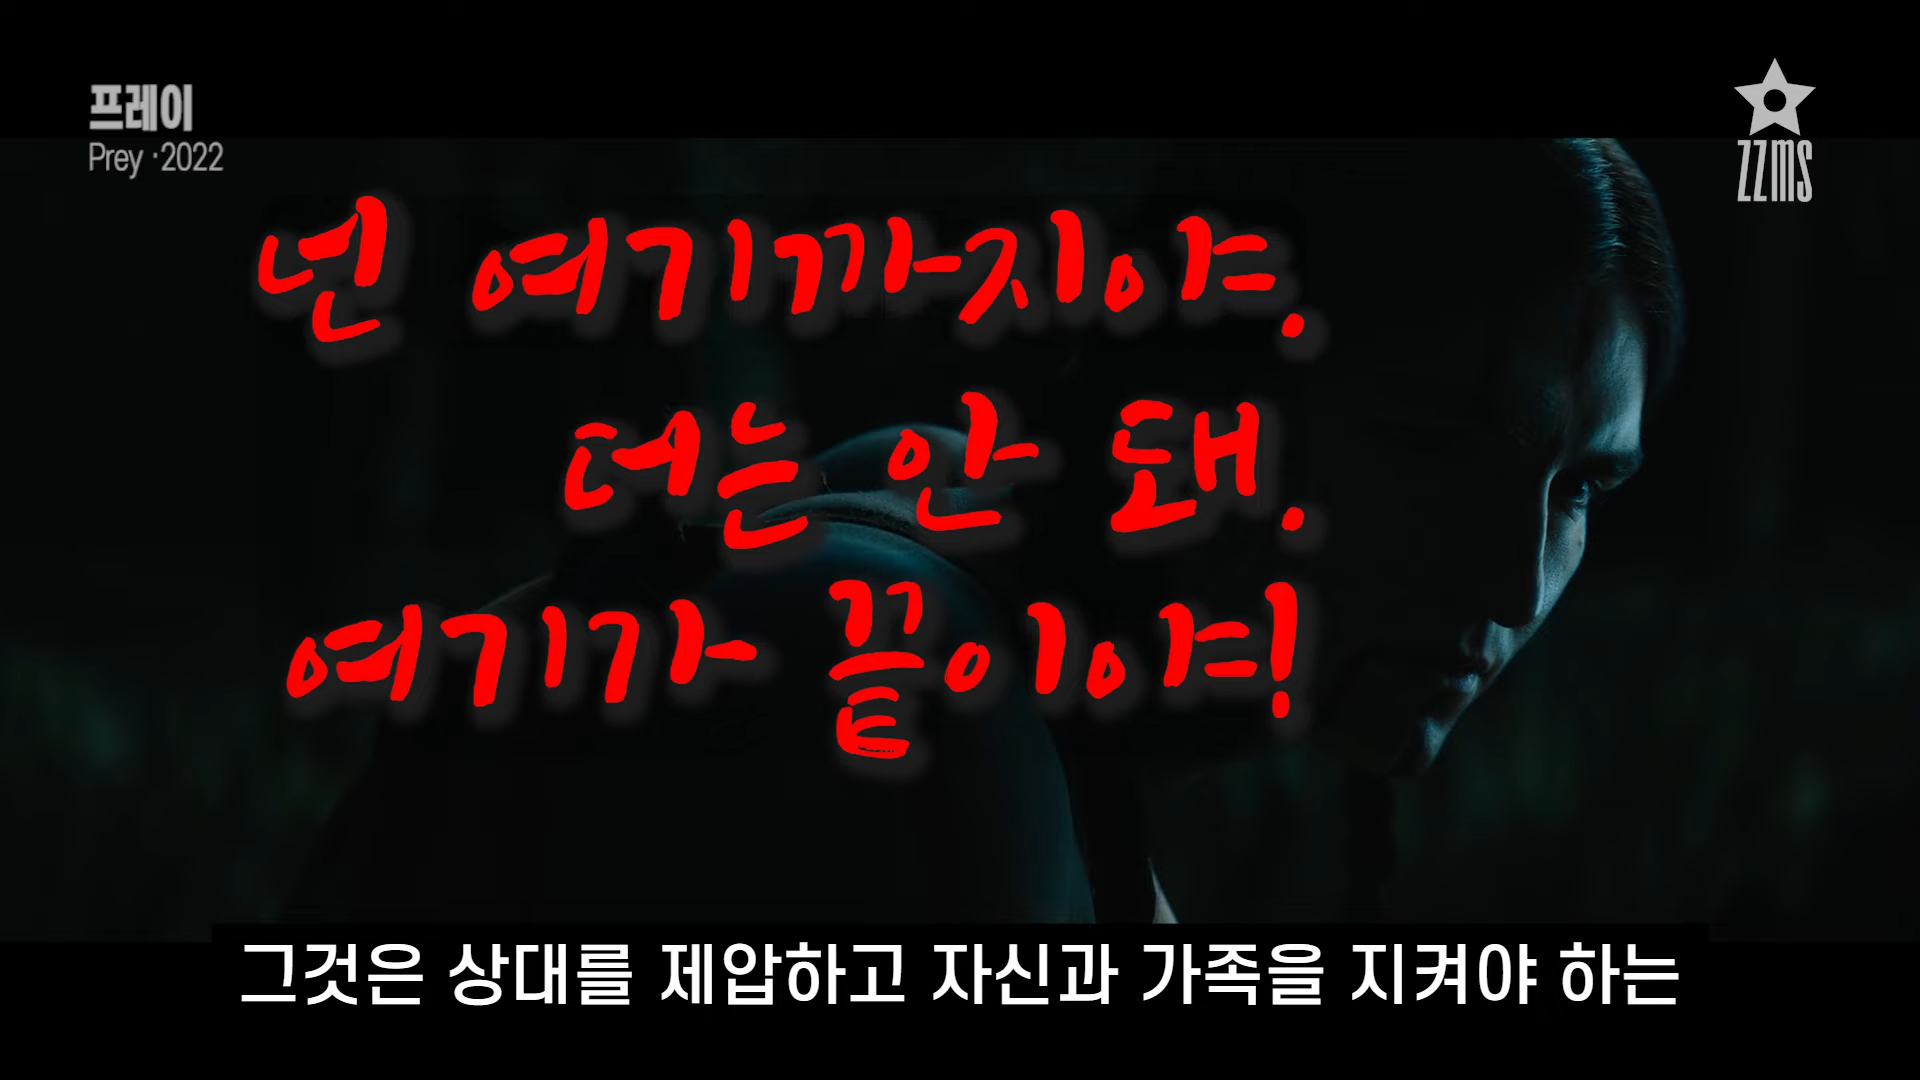 프레이
Prey ·2022
ZZMS
넌 여기까지야.
더는 안 돼.
여기가 끝이야!
그것은 상대를 제압하고 자신과 가족을 지켜야 하는